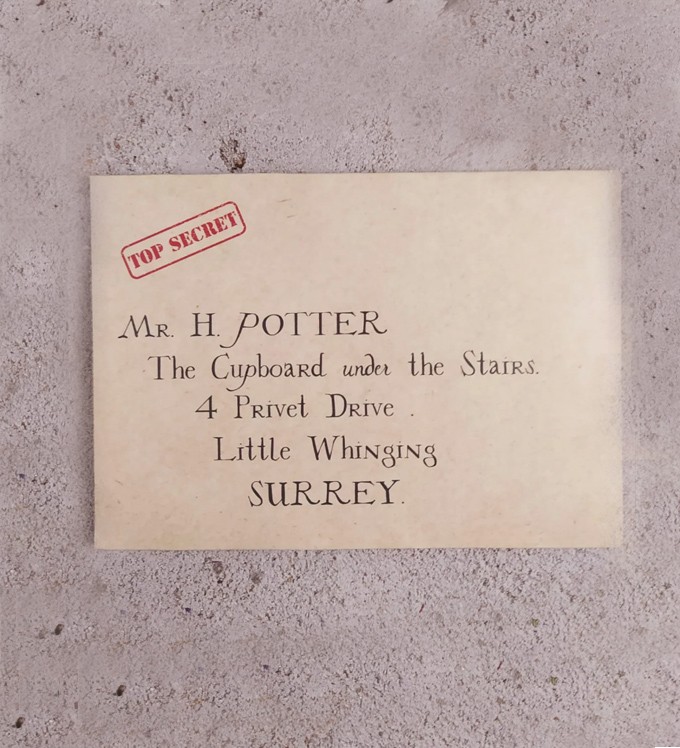 TOP SECRET
Mr. H. POTTER
The Cupboard under the Stairs.
4 Privet Drive .
Little Whinging
SURREY.